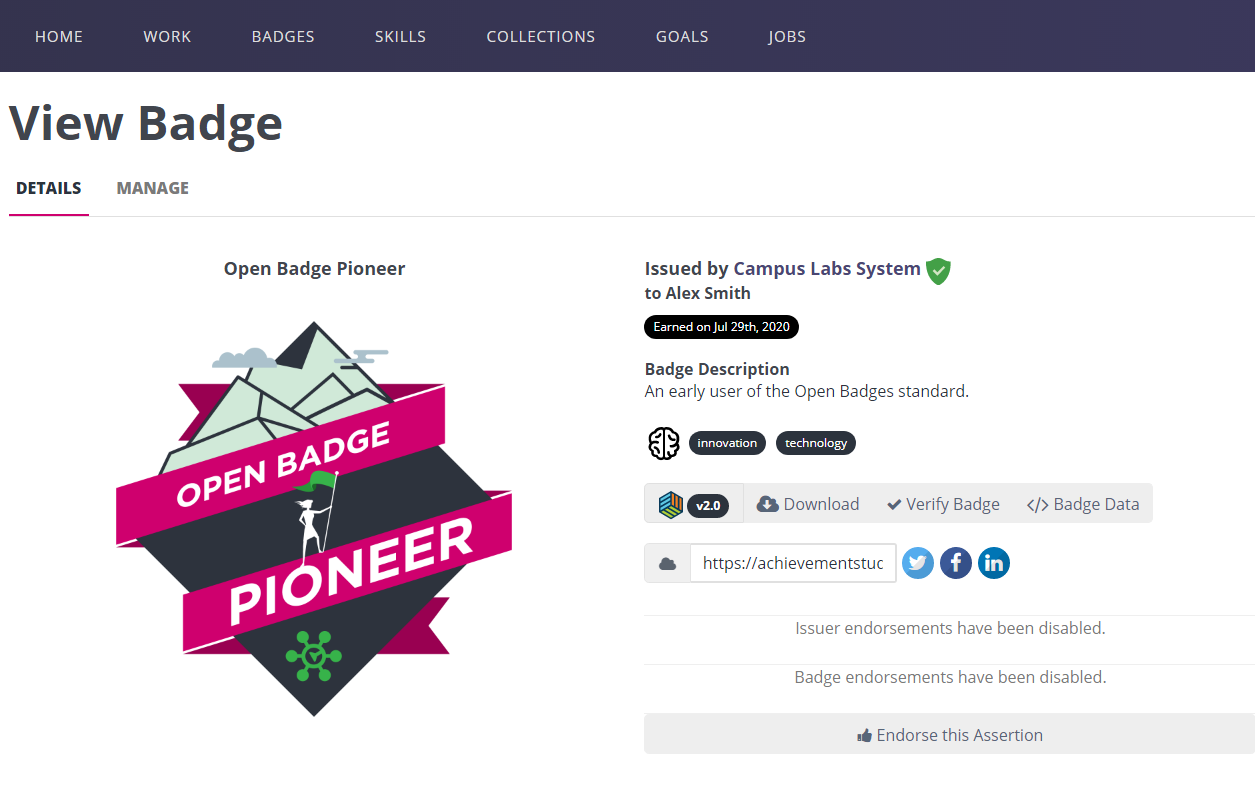 HOME WORK BADGES SKILLS COLLECTIONS GOALS JOBS
View Badge
DETAILS MANAGE
Open Badge Pioneer
OPEN BADGE
PIONEER
Issued by Campus Labs System
to Alex Smith
Earned on Jul 29th, 2020
Badge Description
An early user of the Open Badges standard.
innovation technology
v2.0 Download Verify Badge </> Badge Data
https://achievementstuc
Issuer endorsements have been disabled.
Badge endorsements have been disabled.
Endorse this Assertion